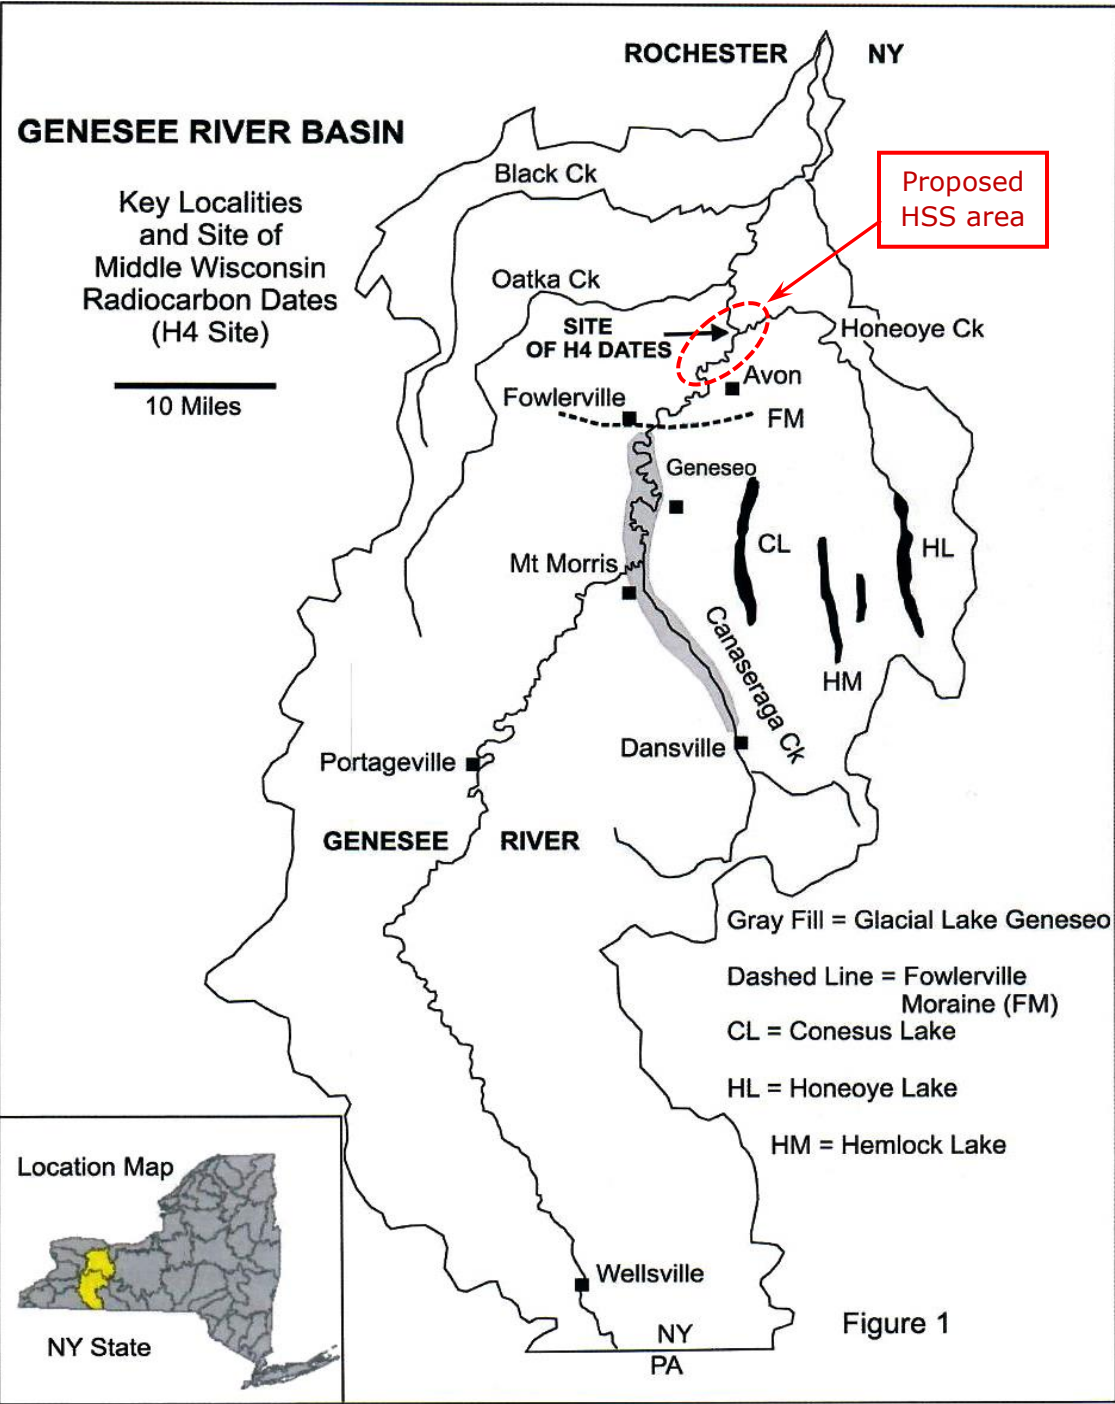 ROCHESTER NY
GENESEE RIVER BASIN
Key Localities
and Site of
Middle Wisconsin
Radiocarbon Dates
(H4 Site)
10 Miles
Black Ck
Proposed
HSS area
Oatka Ck
SITE
OF H4 DATES
Honeoye Ck
Avon
Fowlerville
FM
Geneseo
CL
HL
Mt Morris
Canaseraga Ck
HM
Dansville
Portageville
GENESEE RIVER
Gray Fill = Glacial Lake Geneseo
Dashed Line = Fowlerville
Moraine (FM)
CL = Conesus Lake
HL = Honeoye Lake
HM = Hemlock Lake
Location Map
NY State
Wellsville
NY
PA
Figure 1